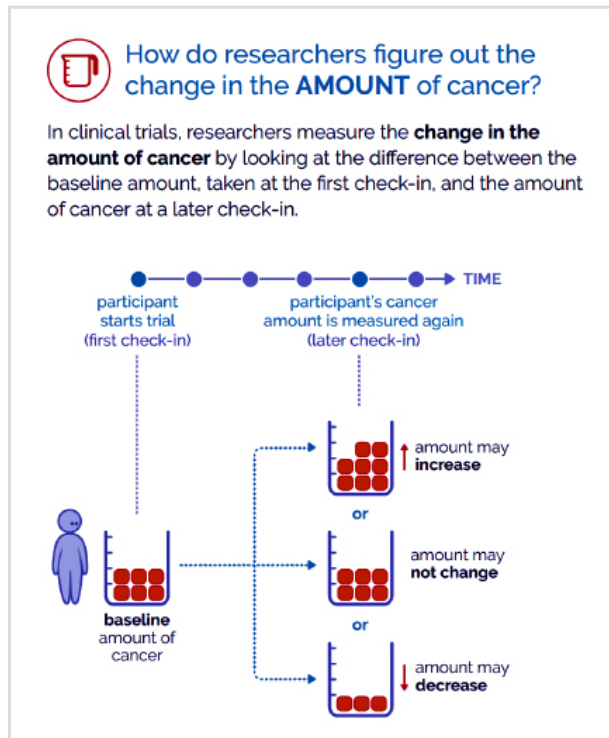 How do researchers figure out the
change in the AMOUNT of cancer?
In clinical trials, researchers measure the change in the
amount of cancer by looking at the difference between the
baseline amount, taken at the first check-in, and the amount
of cancer at a later check-in.
TIME
participant
starts trial
(first check-in)
participant's cancer
amount is measured again
(later check-in)
amount may
increase
or
amount may
not change
or
amount may
decrease
baseline
amount of
cancer